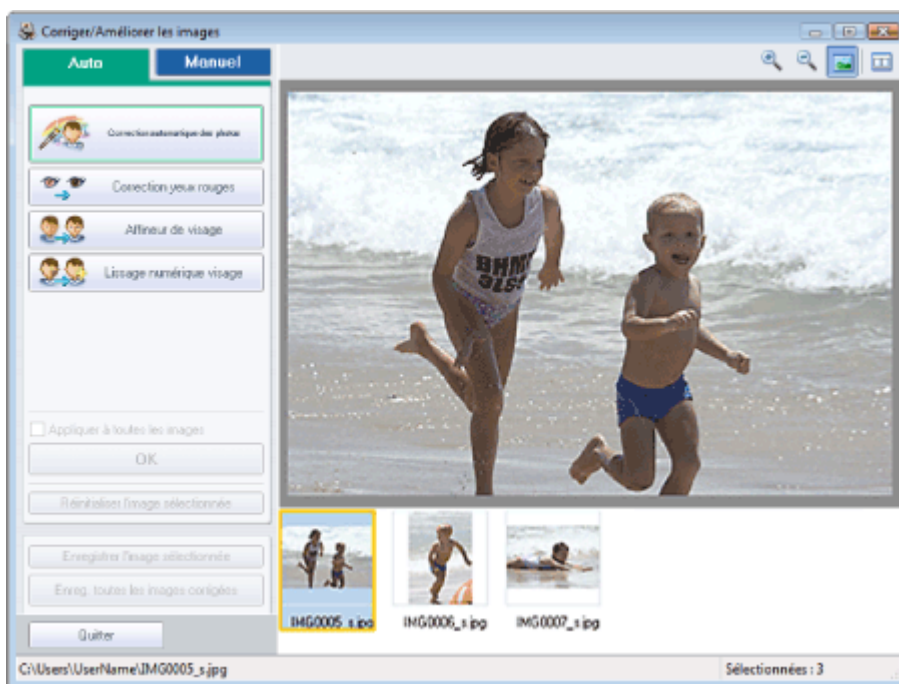 Corriger/Améliorer les images
Auto
Manuel
Correction automatique des photos
Correction yeux rouges
Affineur de visage
Lissage numérique visage
Appliquer à toutes les images
OK
Réinitialiser l'image sélectionnée
Enregistrer l'image sélectionnée
Enreg. toutes les images corrigées
Quitter
IMG0005_s.jpg
IMG0006_s.jpg
IMG0007_s.jpg
C:\Users\UserName\IMG0005_s.jpg
Sélectionnées : 3